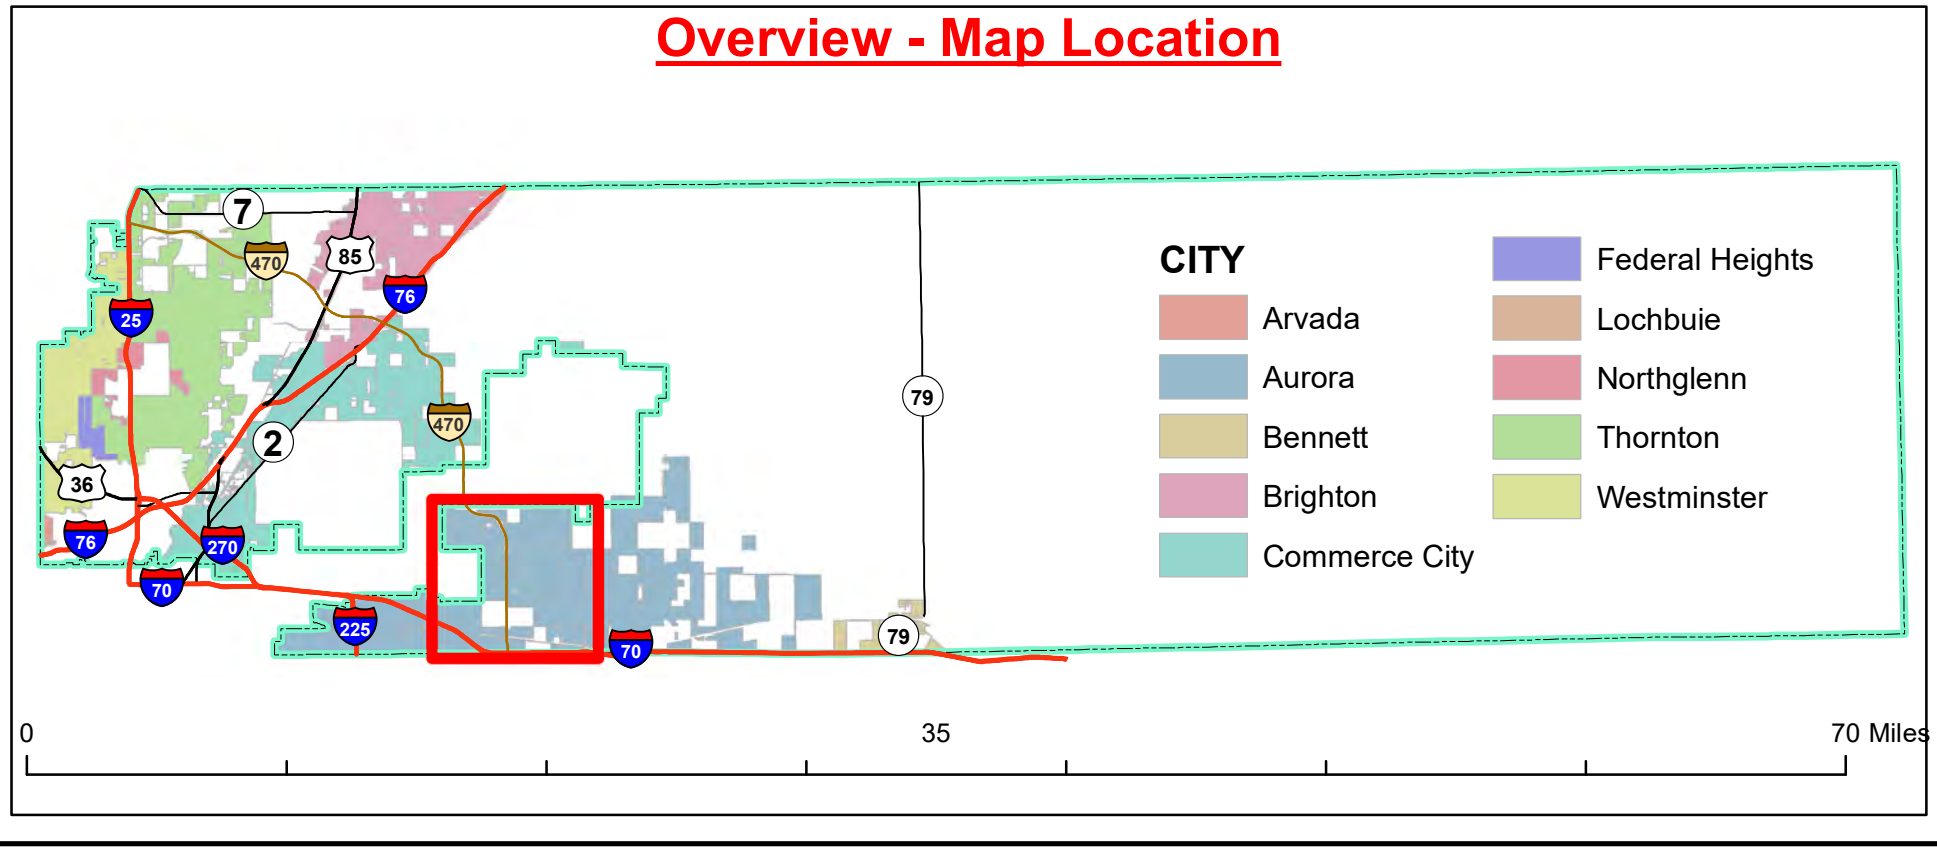 Overview - Map Location
7
470
85
76
25
470
2
36
76
270
70
225
70
79
79
CITY
Arvada
Aurora
Bennett
Brighton
Commerce City
Federal Heights
Lochbuie
Northglenn
Thornton
Westminster
0
35
70 Miles